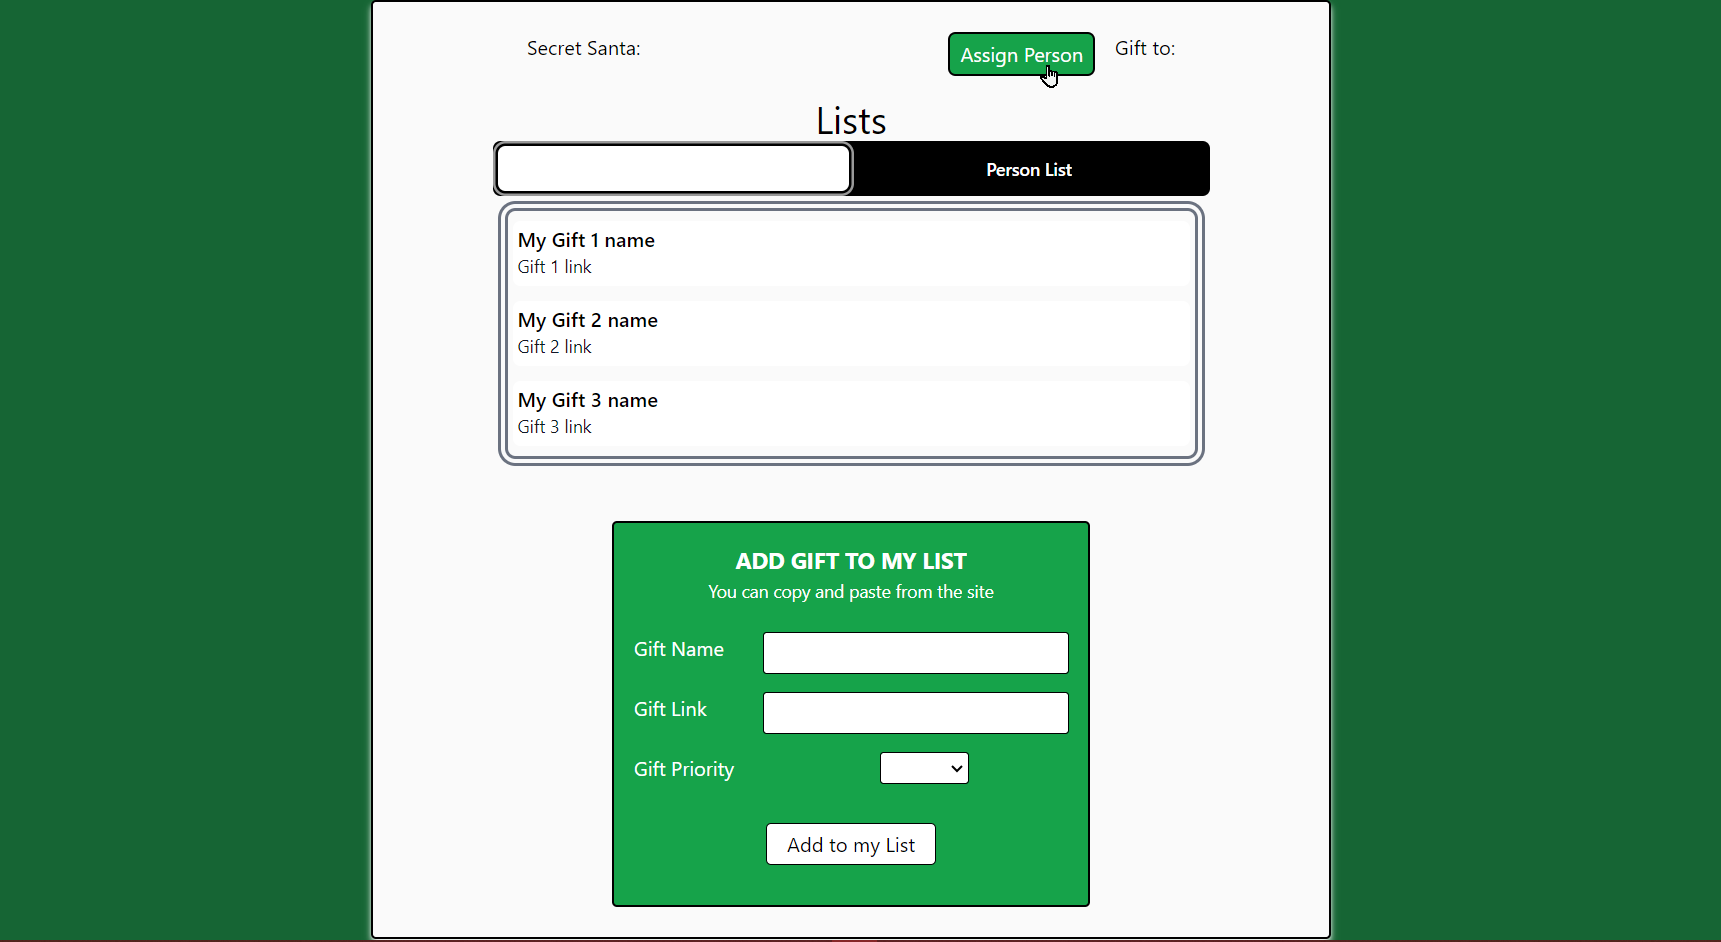 Secret Santa:
Assign Person
Gift to:
Lists
Person List
My Gift 1 name
Gift 1 link
My Gift 2 name
Gift 2 link
My Gift 3 name
Gift 3 link
ADD GIFT TO MY LIST
You can copy and paste from the site
Gift Name
Gift Link
Gift Priority
Add to my List